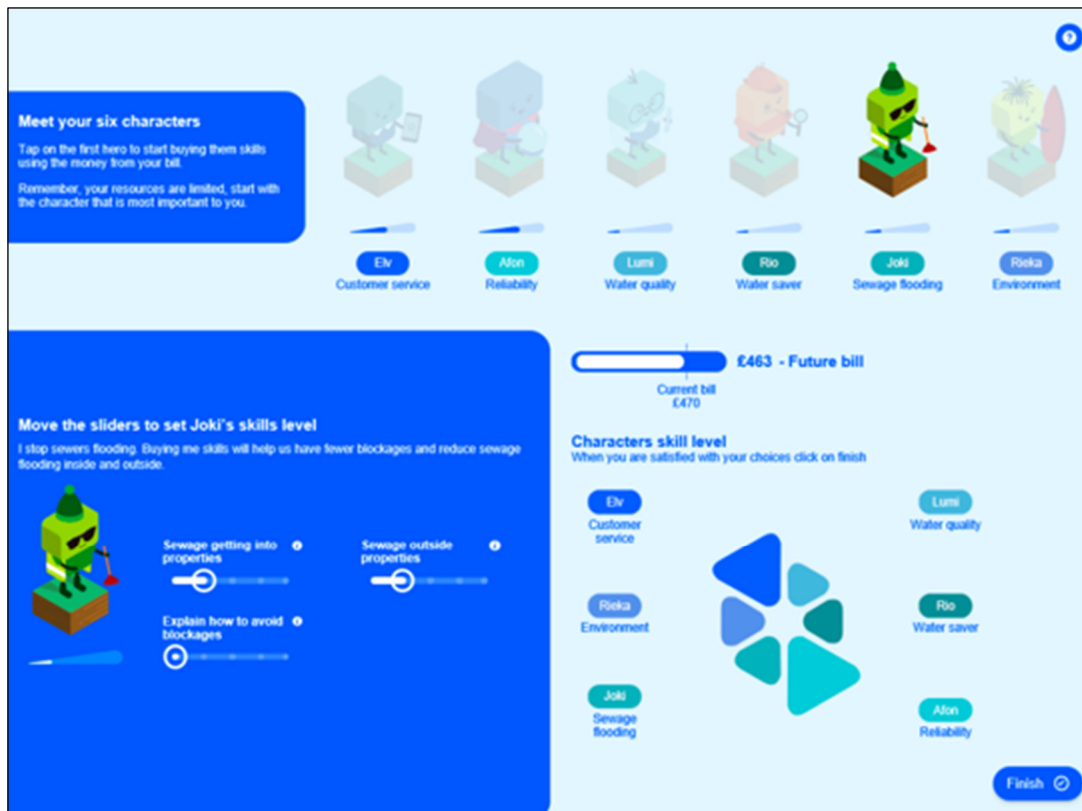 Meet your six characters
Tap on the first hero to start buying them skills
using the money from your bill.
Remember, your resources are limited, start with
the character that is most important to you.
?
Elv
Customer service
Afon
Reliability
Lumi
Water quality
Rio
Water saver
Joki
Sewage flooding
Rieka
Environment
Move the sliders to set Joki's skills level
I stop sewers flooding. Buying me skills will help us have fewer blockages and reduce sewage
flooding inside and outside.
Sewage getting into
properties
Sewage outside
properties
Explain how to avoid
blockages
£463 - Future bill
Current bill
£470
Characters skill level
When you are satisfied with your choices click on finish
Elv
Customer
service
Lumi
Water quality
Rieka
Environment
Rio
Water saver
Joki
Sewage
flooding
Afon
Reliability
Finish